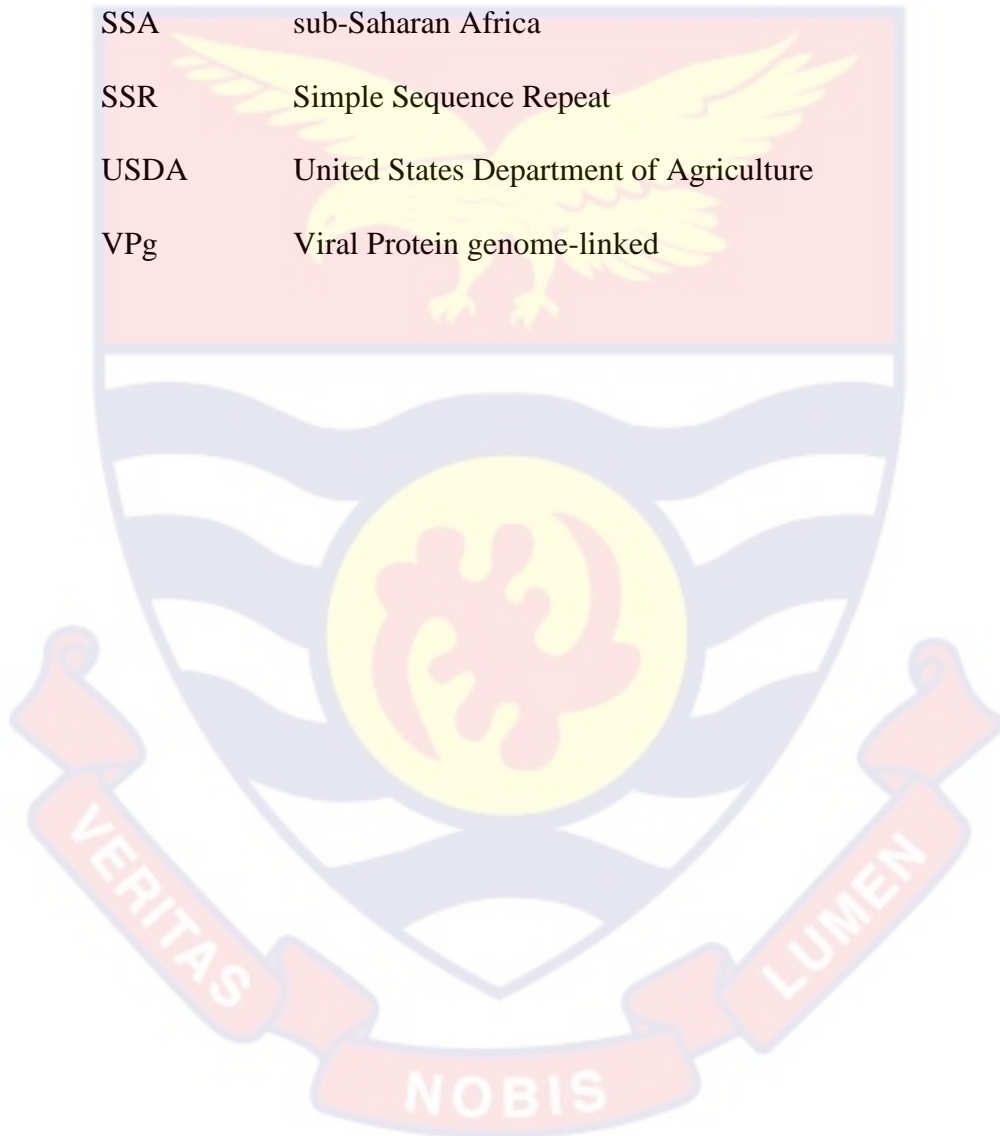 SSA sub-Saharan Africa
SSR Simple Sequence Repeat
USDA United States Department of Agriculture
VPg Viral Protein genome-linked
VERITAS
NOBIS
LUMEN